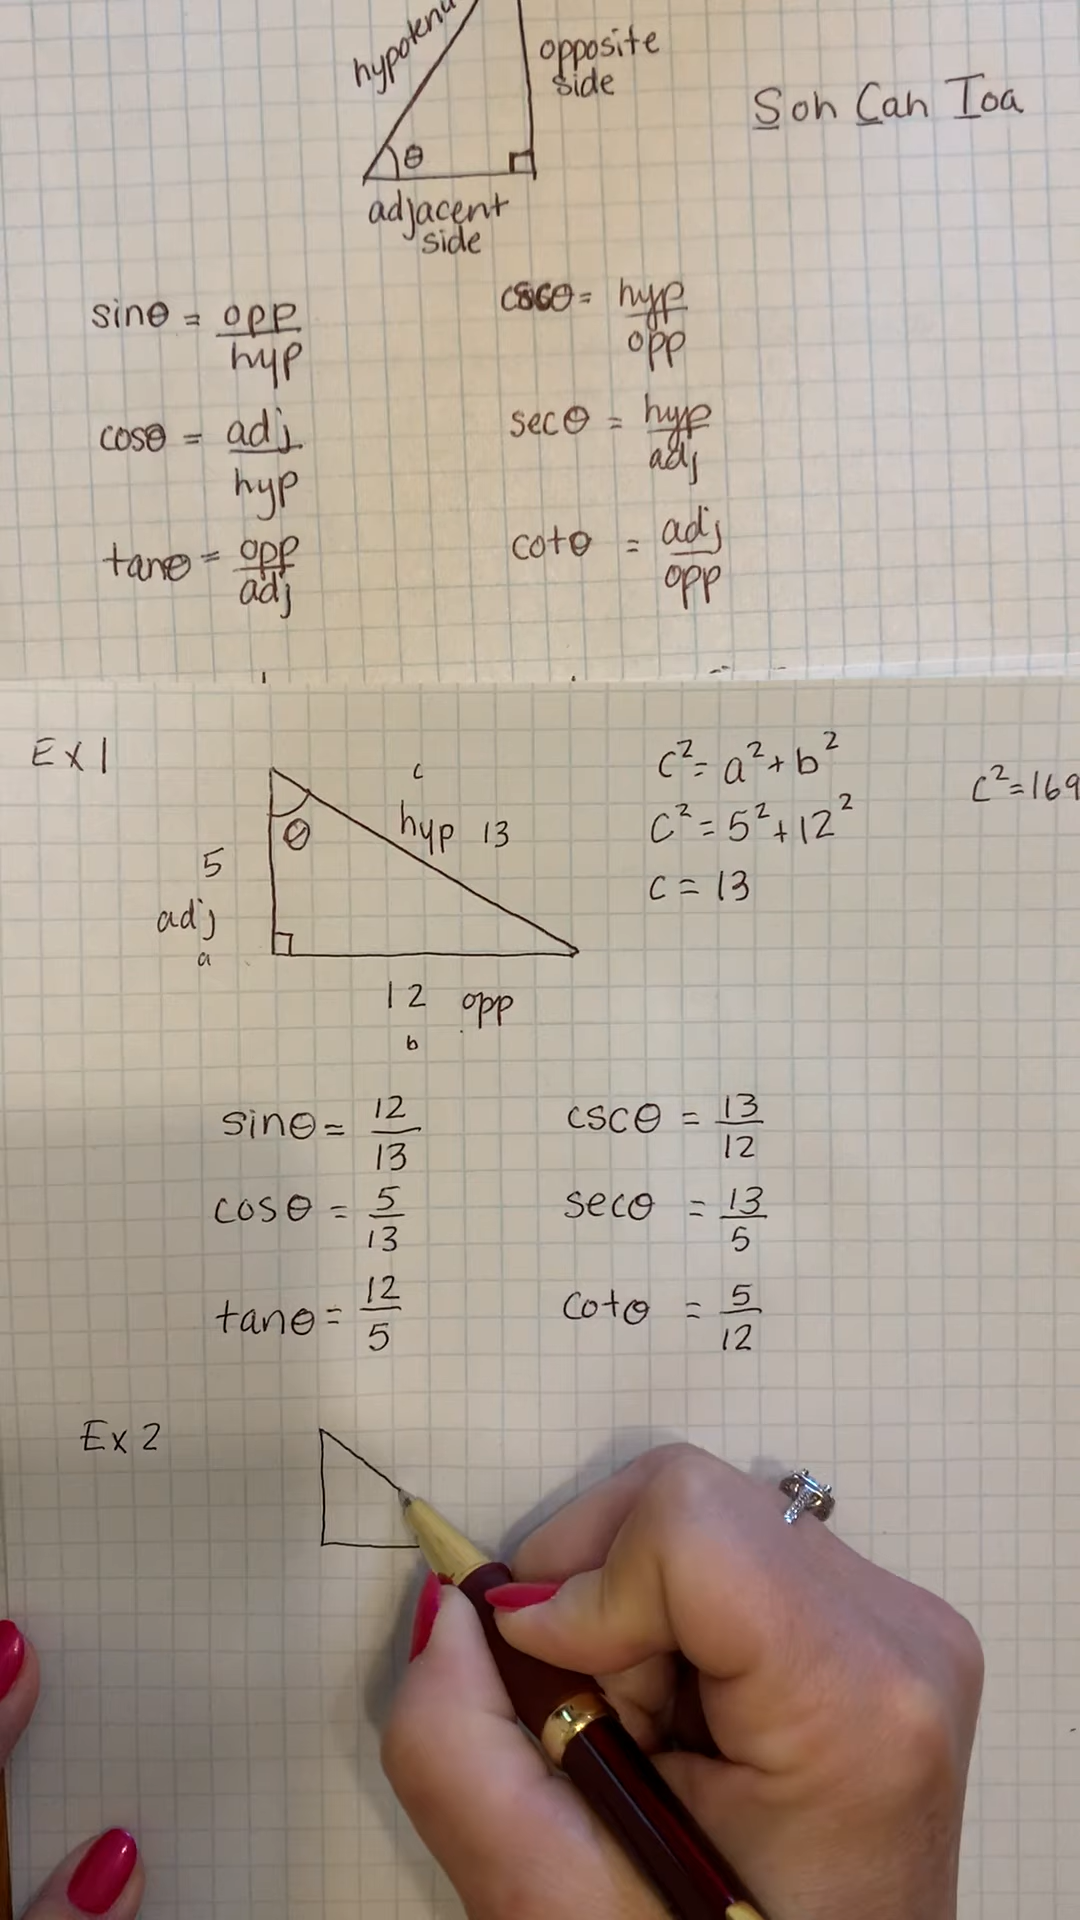 hypotenu
opposite
side
Soh Cah Toa
θ
adjacent
side
sinθ = opp/hyp
cscθ = hyp/opp
cosθ = adj/hyp
secθ = hyp/adj
tanθ = opp/adj
cotθ = adj/opp
Ex 1
c
hyp 13
θ
5
adj
a
12 opp
b
c² = a² + b²
c² = 5² + 12²
c = 13
c² = 169
sinθ = 12/13
cscθ = 13/12
cosθ = 5/13
secθ = 13/5
tanθ = 12/5
cotθ = 5/12
Ex 2